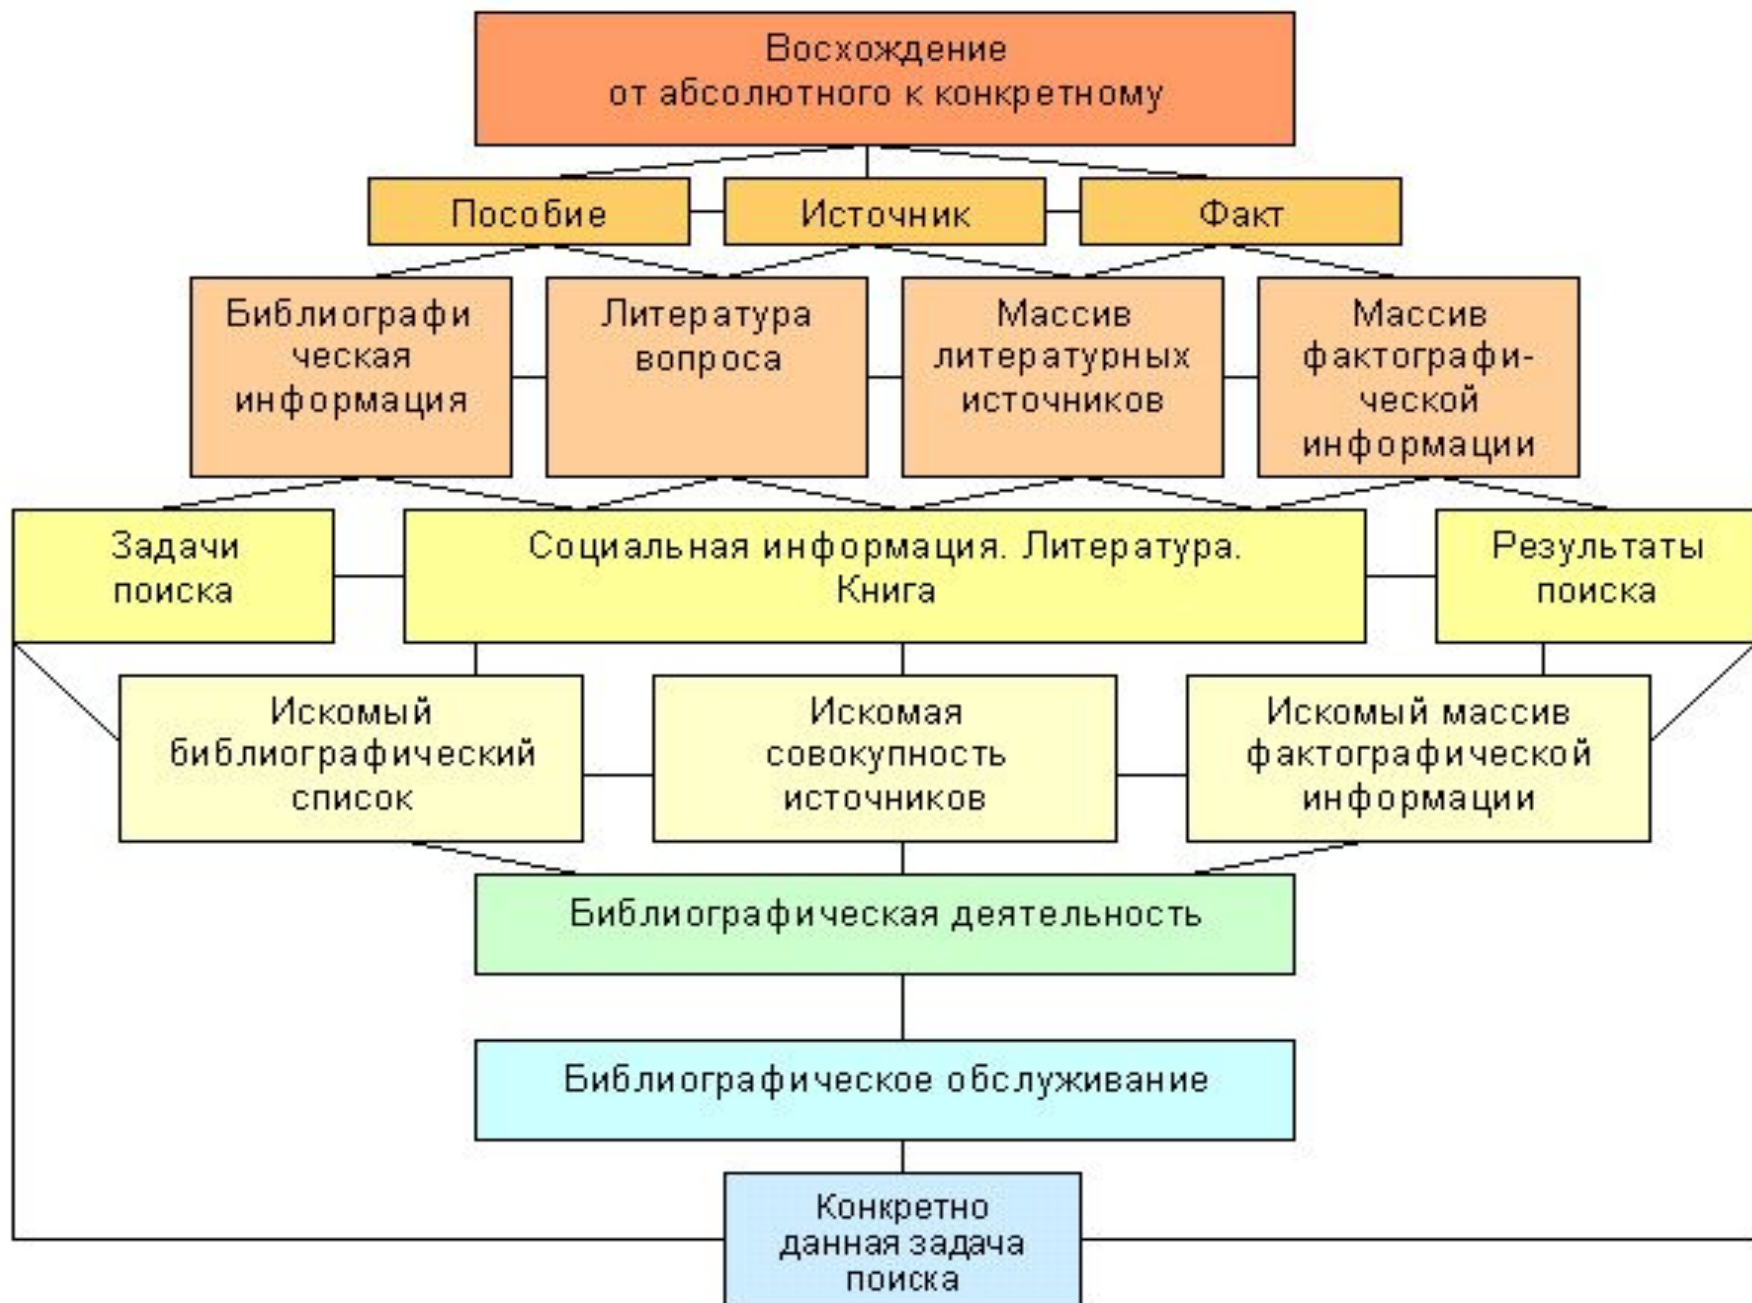 Восхождение
от абсолютного к конкретному
Пособие
Источник
Факт
Библиографи
ческая
информация
Литература
вопроса
Массив
литературных
источников
Массив
фактографи-
ческой
информации
Задачи
поиска
Социальная информация. Литература.
Книга
Результаты
поиска
Искомый
библиографический
список
Искомая
совокупность
источников
Искомый массив
фактографической
информации
Библиографическая деятельность
Библиографическое обслуживание
Конкретно
данная задача
поиска